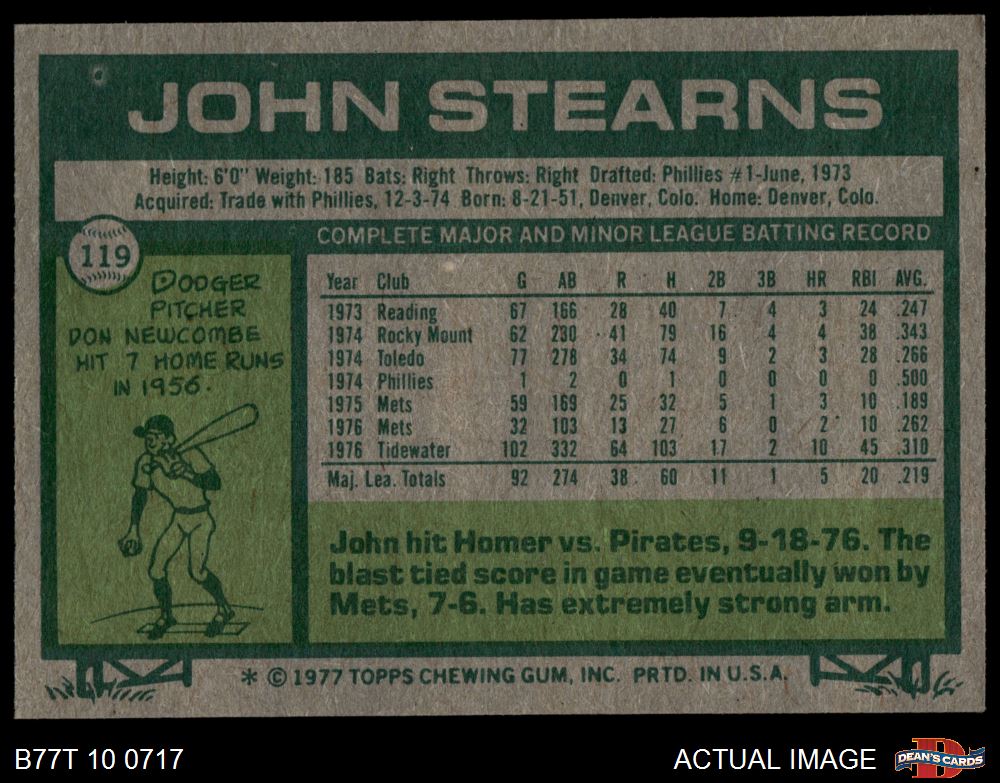 JOHN STEARNS
Height: 6'0" Weight: 185 Bats: Right Throws: Right Drafted: Phillies #1-June, 1973
Acquired: Trade with Phillies, 12-3-74 Born: 8-21-51, Denver, Colo. Home: Denver, Colo.
119
COMPLETE MAJOR AND MINOR LEAGUE BATTING RECORD
DODGER
PITCHER
DON NEWCOMBE
HIT 7 HOME RUNS
IN 1956.
Year Club G AB R H 2B 3B HR RBI AVG.
1973 Reading 67 166 28 40 7 4 3 24 .247
1974 Rocky Mount 62 230 41 79 16 4 4 38 .343
1974 Toledo 77 278 34 74 9 2 3 28 .266
1974 Phillies 1 2 0 1 0 0 0 0 .500
1975 Mets 59 169 25 32 5 1 3 10 .189
1976 Mets 32 103 13 27 6 0 2 10 .262
1976 Tidewater 102 332 64 103 17 2 10 45 .310
Maj. Lea. Totals 92 274 38 60 11 1 5 20 .219
John hit Homer vs. Pirates, 9-18-76. The
blast tied score in game eventually won by
Mets, 7-6. Has extremely strong arm.
* © 1977 TOPPS CHEWING GUM, INC. PRTD. IN U.S.A.
B77T 10 0717
ACTUAL IMAGE
DEAN'S CARDS